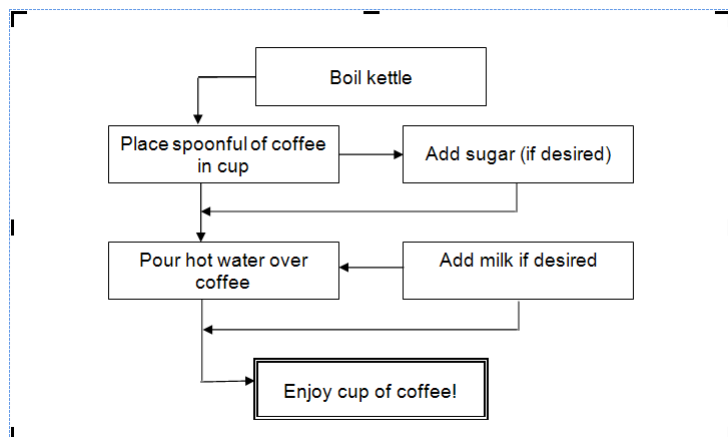 Boil kettle
Place spoonful of coffee
in cup
Add sugar (if desired)
Pour hot water over
coffee
Add milk if desired
Enjoy cup of coffee!